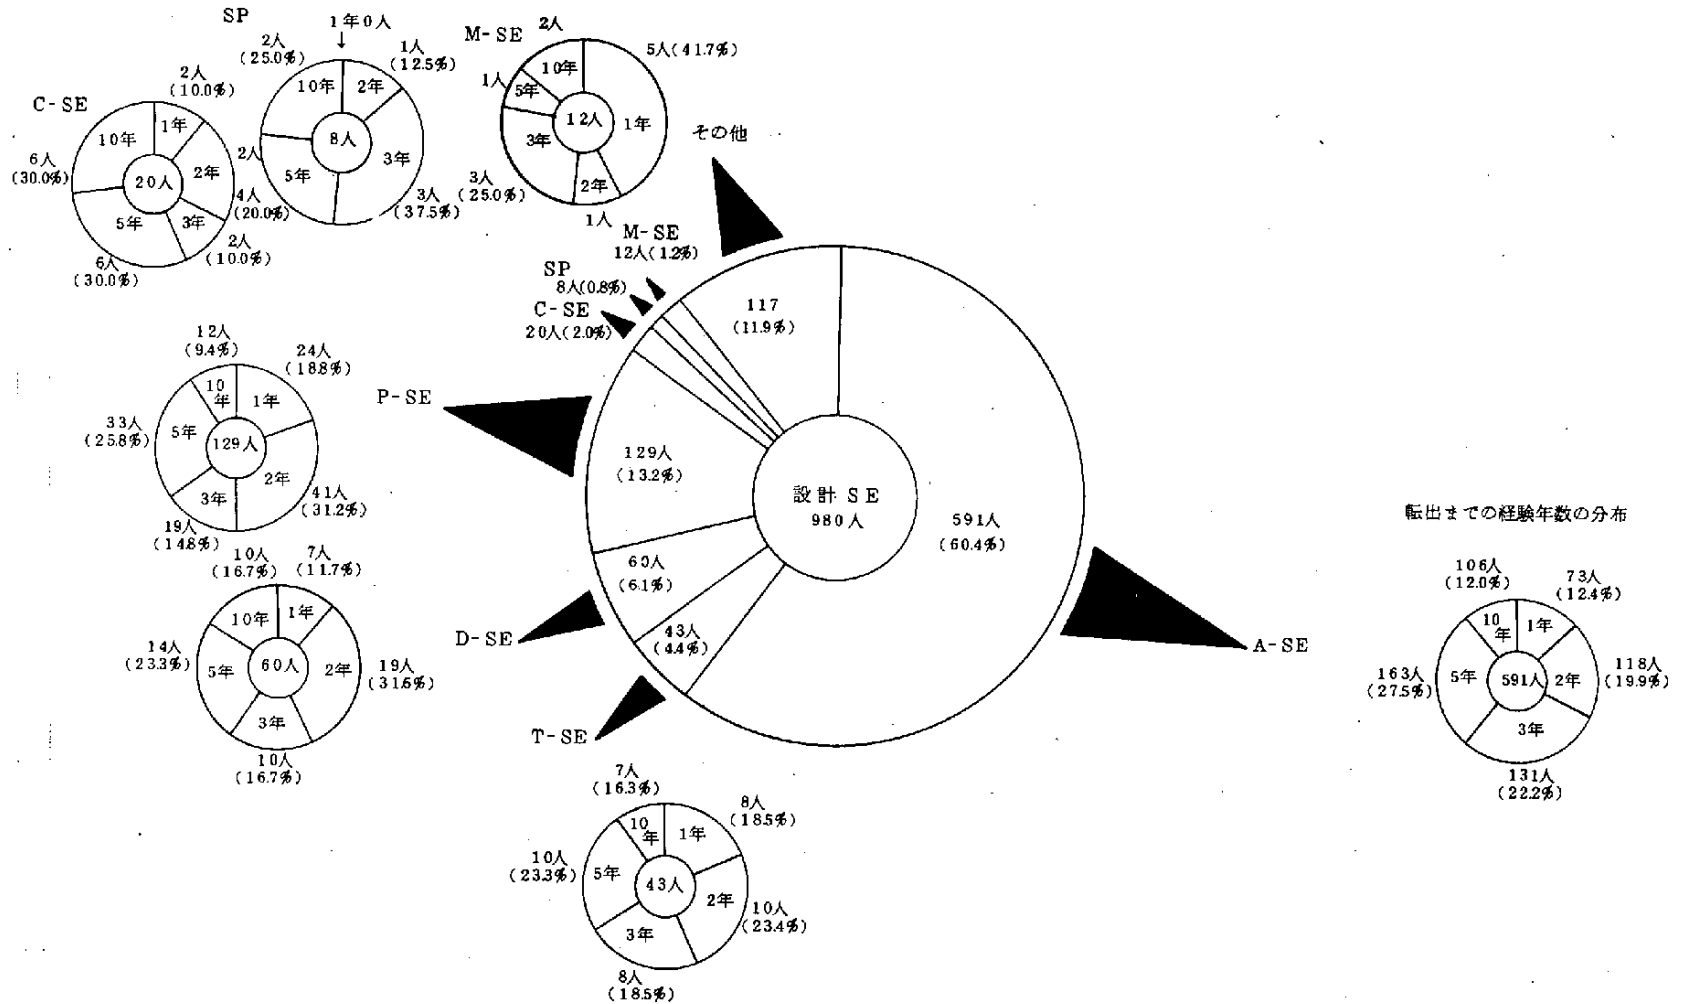 SP
1年0人
2人
(25.0%)
1人
(12.5%)
10年
2年
8人
3年
5年
2人
3人
(37.5%)
M-SE
2人
5人(41.7%)
1人
10年
5年
12人
1年
3年
2年
3人
(25.0%)
1人
C-SE
2人
(10.0%)
10年
1年
6人
(30.0%)
20人
2年
4人
(20.0%)
5年
3年
2人
(10.0%)
6人
(30.0%)
その他
M-SE
12人(1.2%)
SP
8人(0.8%)
C-SE
20人(2.0%)
117
(11.9%)
P-SE
129人
(13.2%)
設計SE
980人
591人
(60.4%)
60人
(6.1%)
D-SE
43人
(4.4%)
T-SE
A-SE
12人
(9.4%)
24人
(18.8%)
10年
1年
33人
(25.8%)
5年
129人
2年
3年
41人
(31.2%)
19人
(14.8%)
10人
(16.7%)
7人
(11.7%)
10年
1年
14人
(23.3%)
5年
60人
2年
19人
(31.6%)
3年
10人
(16.7%)
7人
(16.3%)
8人
(18.5%)
10年
1年
10人
(23.3%)
5年
43人
2年
10人
(23.4%)
3年
8人
(18.5%)
転出までの経験年数の分布
106人
(12.0%)
73人
(12.4%)
10年
1年
163人
(27.5%)
5年
591人
2年
118人
(19.9%)
3年
131人
(22.2%)